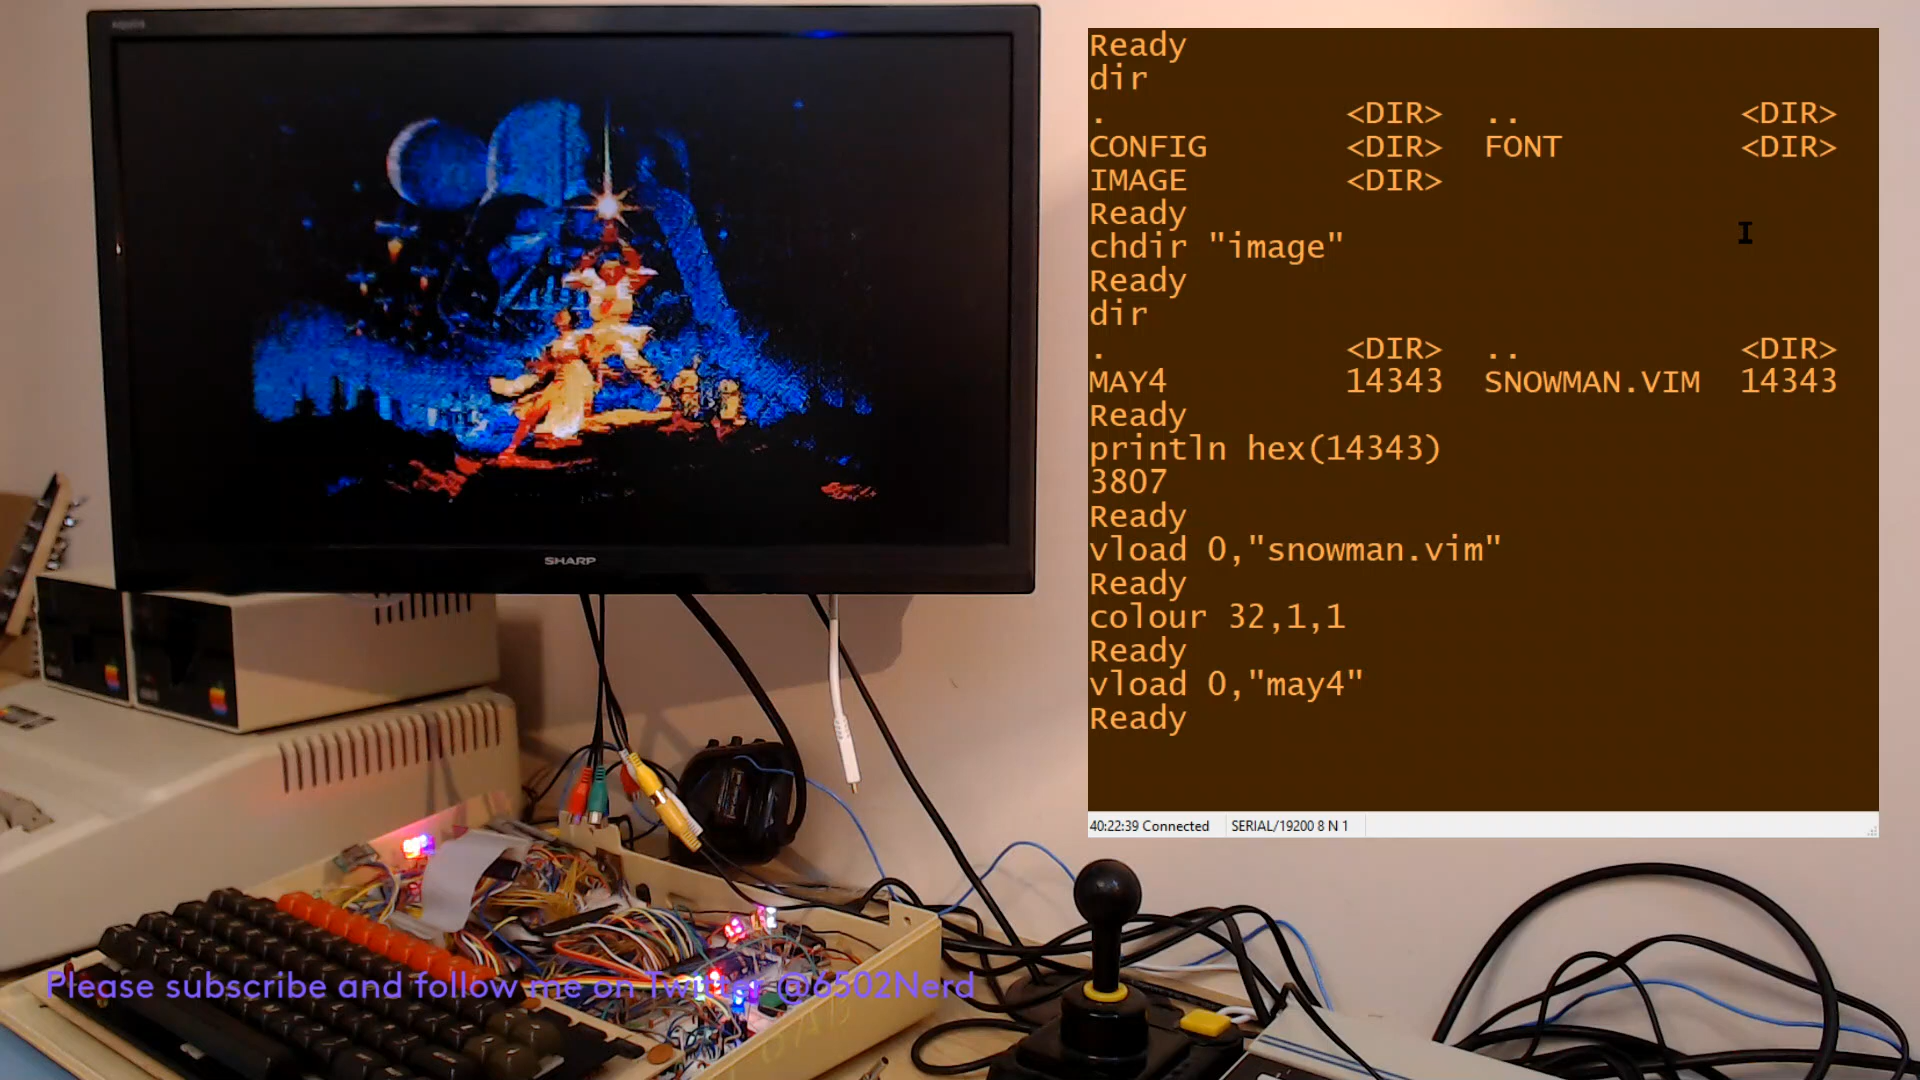 AQUOS
SHARP
Ready
dir
. <DIR> .. <DIR>
CONFIG <DIR> FONT <DIR>
IMAGE <DIR>
Ready
chdir "image"
Ready
dir
. <DIR> .. <DIR>
MAY4 14343 SNOWMAN.VIM 14343
Ready
println hex(14343)
3807
Ready
vload 0,"snowman.vim"
Ready
colour 32,1,1
Ready
vload 0,"may4"
Ready
40:22:39 Connected SERIAL/19200 8 N 1
Please subscribe and follow me on Twitter @6502Nerd